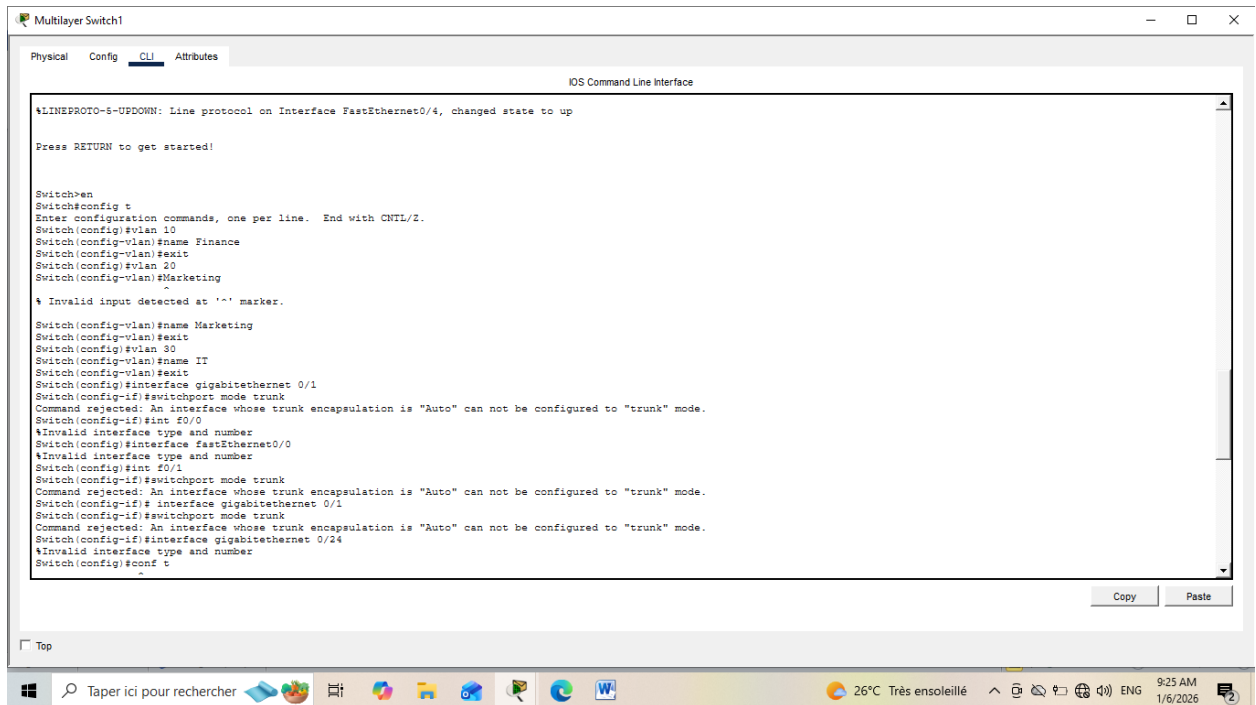 Multilayer Switch1
Physical Config CLI Attributes
IOS Command Line Interface
%LINEPROTO-5-UPDOWN: Line protocol on Interface FastEthernet0/4, changed state to up
Press RETURN to get started!
Switch>en
Switch#config t
Enter configuration commands, one per line. End with CNTL/Z.
Switch(config)#vlan 10
Switch(config-vlan)#name Finance
Switch(config-vlan)#exit
Switch(config)#vlan 20
Switch(config-vlan)#Marketing
^
% Invalid input detected at '^' marker.
Switch(config-vlan)#name Marketing
Switch(config-vlan)#exit
Switch(config)#vlan 30
Switch(config-vlan)#name IT
Switch(config-vlan)#exit
Switch(config)#interface gigabitethernet 0/1
Switch(config-if)#switchport mode trunk
Command rejected: An interface whose trunk encapsulation is "Auto" can not be configured to "trunk" mode.
Switch(config-if)#int f0/0
%Invalid interface type and number
Switch(config)#interface fastEthernet0/0
%Invalid interface type and number
Switch(config)#int f0/1
Switch(config-if)#switchport mode trunk
Command rejected: An interface whose trunk encapsulation is "Auto" can not be configured to "trunk" mode.
Switch(config-if)# interface gigabitethernet 0/1
Switch(config-if)#switchport mode trunk
Command rejected: An interface whose trunk encapsulation is "Auto" can not be configured to "trunk" mode.
Switch(config-if)#interface gigabitethernet 0/24
%Invalid interface type and number
Switch(config)#conf t
^
Copy Paste
Top
Taper ici pour rechercher 26°C Très ensoleillé ENG 9:25 AM
1/6/2026
2